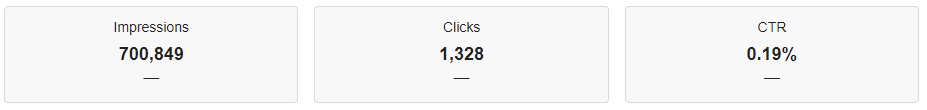 Impressions
700,849
—
Clicks
1,328
—
CTR
0.19%
—